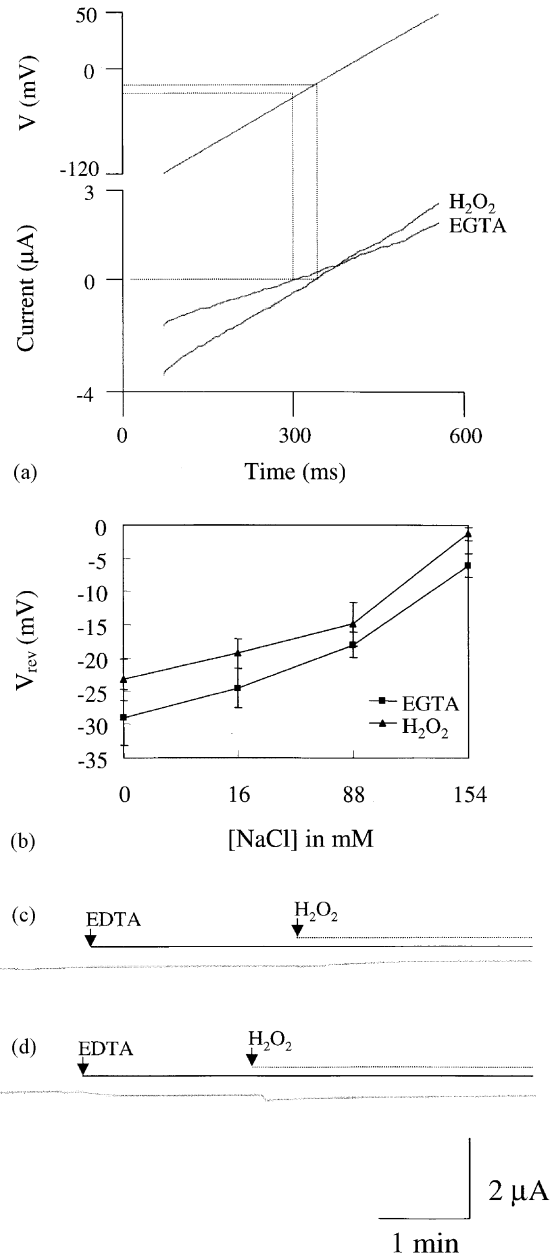 50
0
-120
V (mV)
3
0
-4
Current (µA)
H₂O₂
EGTA
0
300
600
Time (ms)
(a)
0
-5
-10
-15
-20
-25
-30
-35
Vrev (mV)
EGTA
H₂O₂
0
16
88
154
[NaCl] in mM
(b)
(c)
EDTA
H₂O₂
(d)
EDTA
H₂O₂
2 µA
1 min